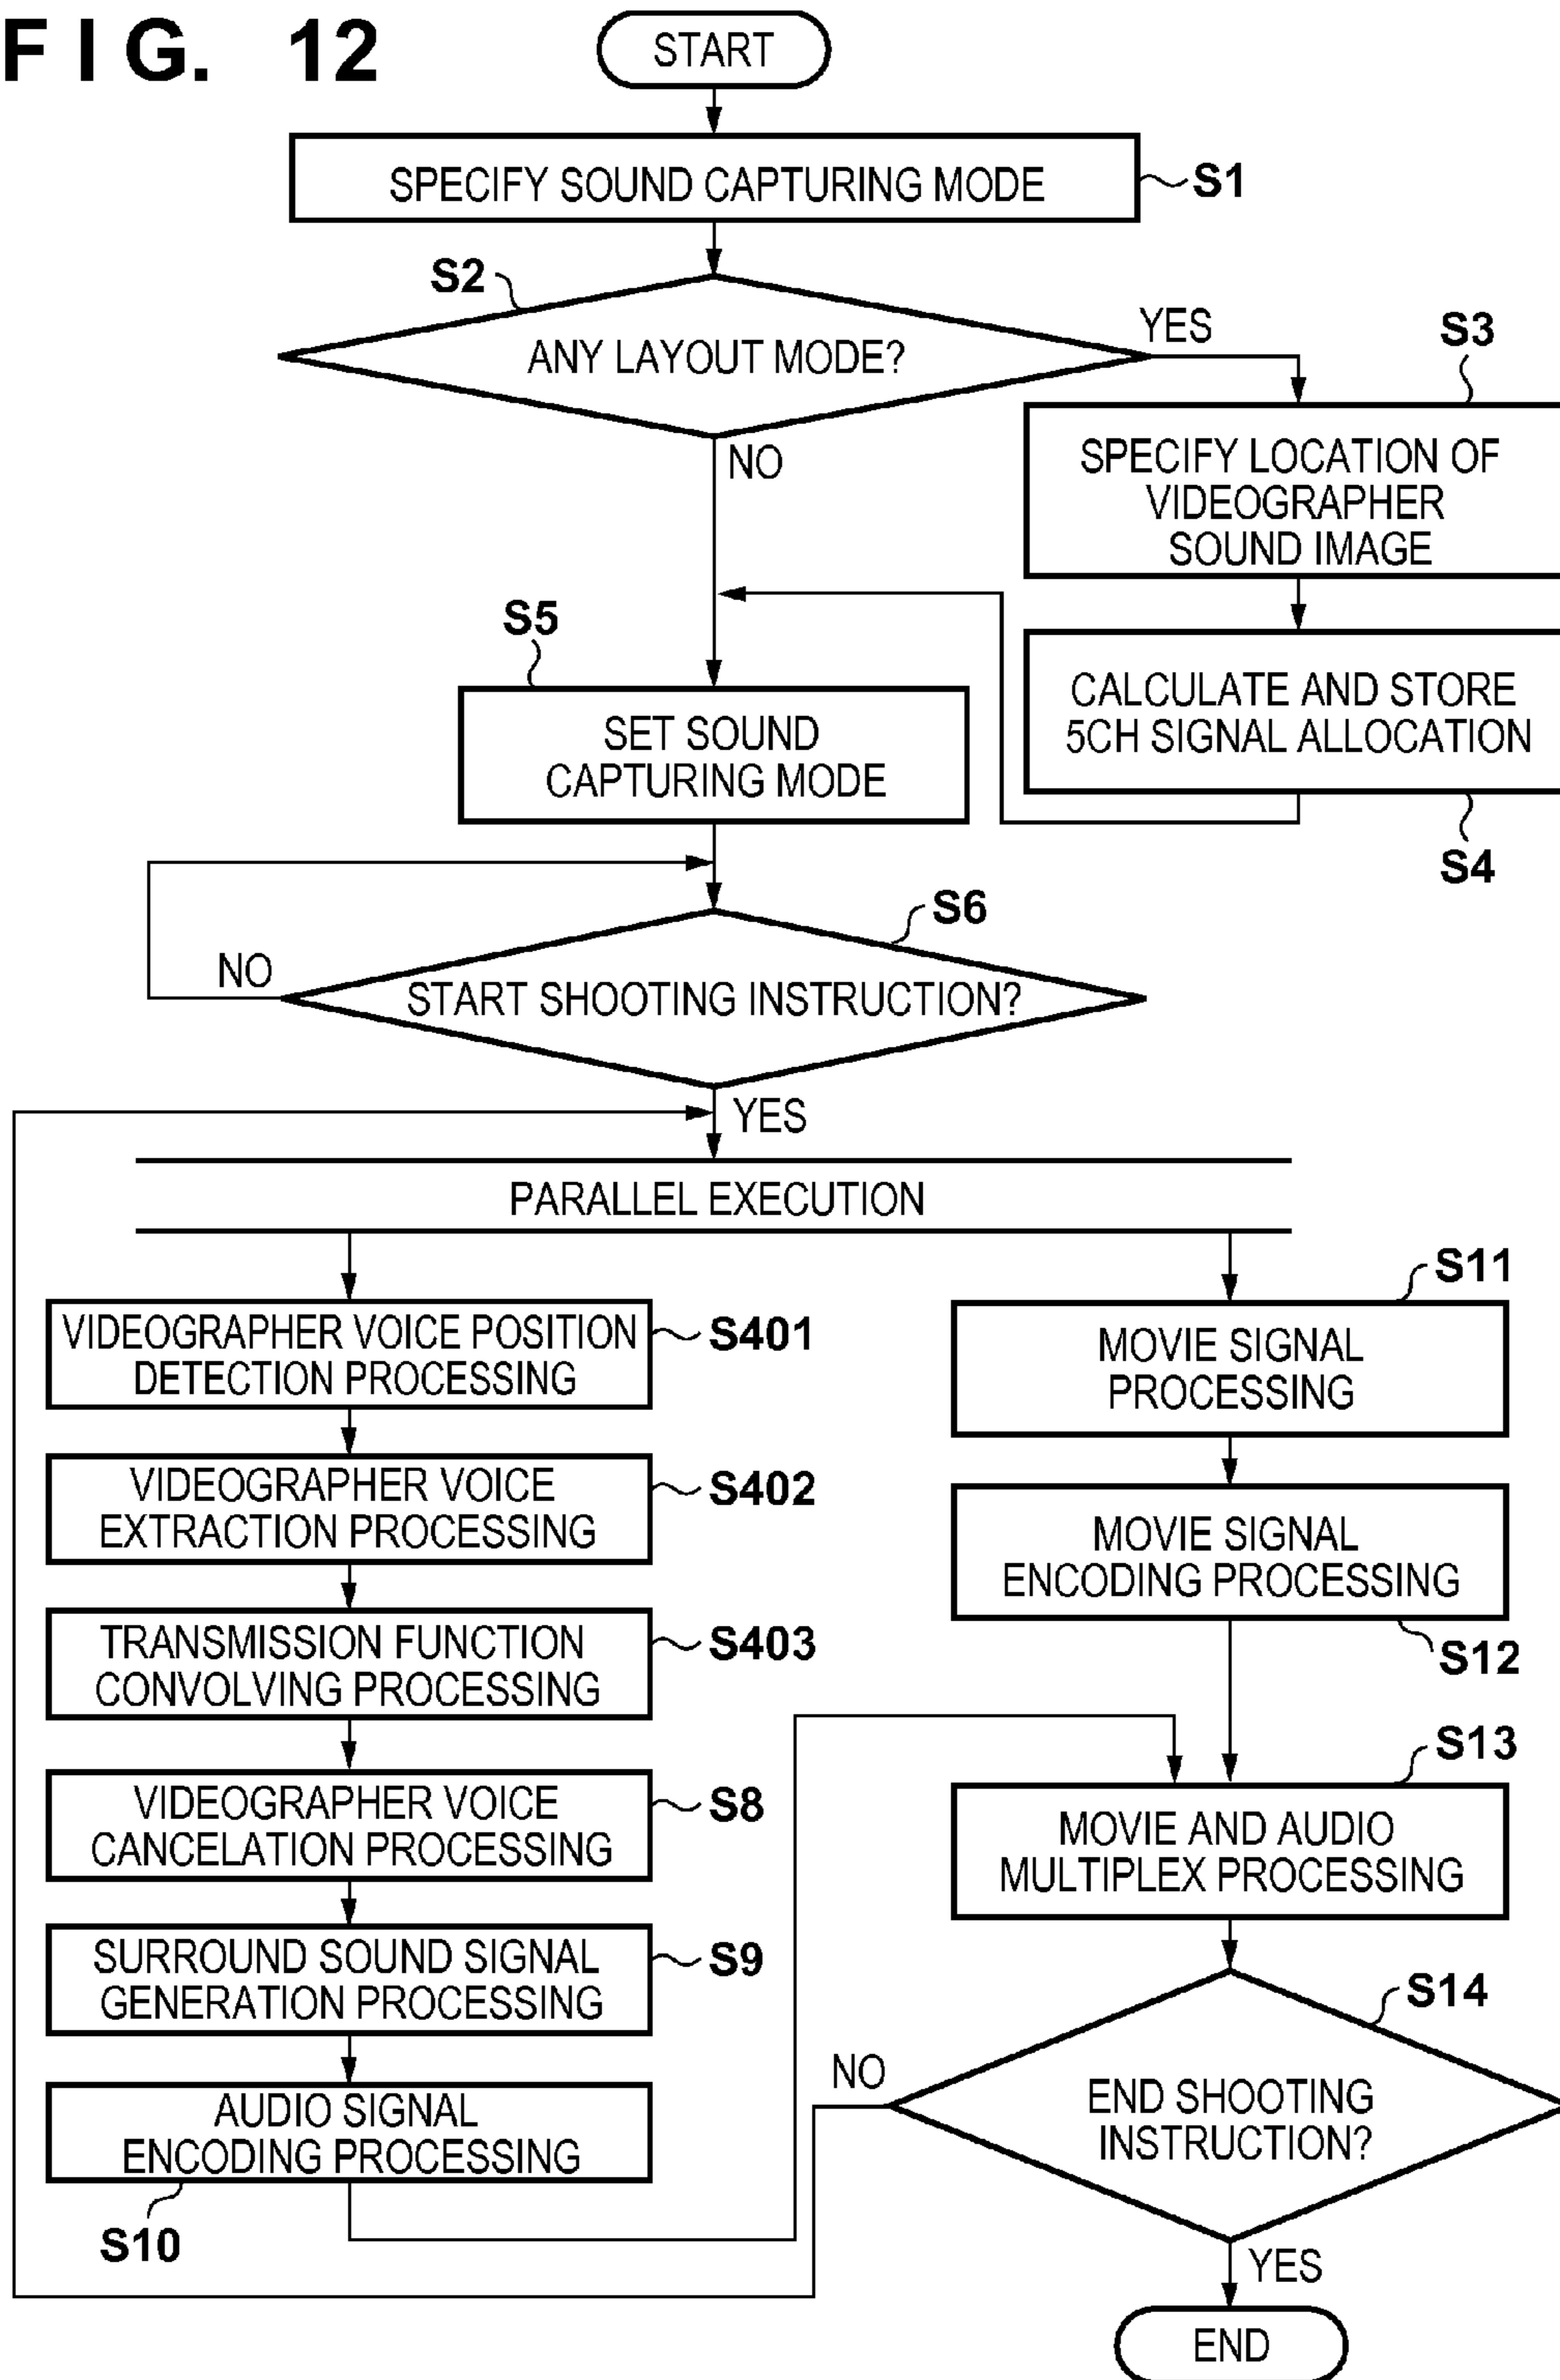 FIG. 12
START
SPECIFY SOUND CAPTURING MODE
S1
S2
ANY LAYOUT MODE?
YES
NO
S3
SPECIFY LOCATION OF
VIDEOGRAPHER
SOUND IMAGE
CALCULATE AND STORE
5CH SIGNAL ALLOCATION
S4
S5
SET SOUND
CAPTURING MODE
S6
START SHOOTING INSTRUCTION?
NO
YES
PARALLEL EXECUTION
VIDEOGRAPHER VOICE POSITION
DETECTION PROCESSING
S401
VIDEOGRAPHER VOICE
EXTRACTION PROCESSING
S402
TRANSMISSION FUNCTION
CONVOLVING PROCESSING
S403
VIDEOGRAPHER VOICE
CANCELATION PROCESSING
S8
SURROUND SOUND SIGNAL
GENERATION PROCESSING
S9
AUDIO SIGNAL
ENCODING PROCESSING
S10
S11
MOVIE SIGNAL
PROCESSING
MOVIE SIGNAL
ENCODING PROCESSING
S12
S13
MOVIE AND AUDIO
MULTIPLEX PROCESSING
S14
END SHOOTING
INSTRUCTION?
NO
YES
END